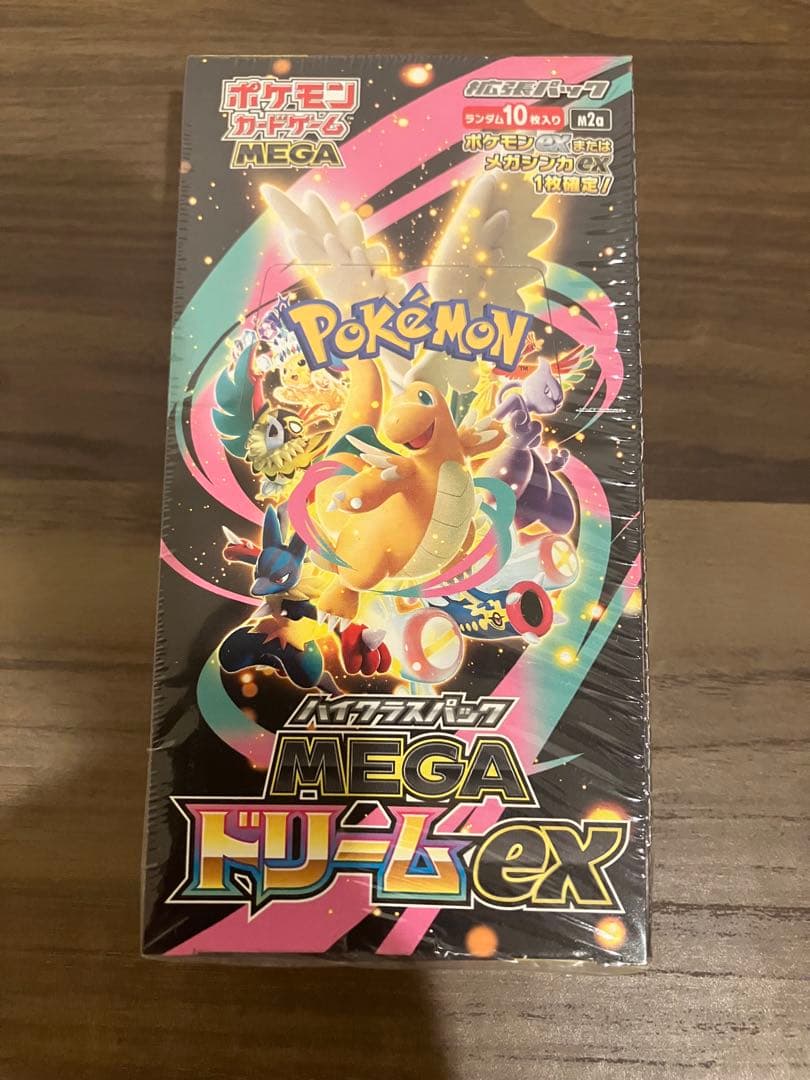 ポケモン
カードゲーム
MEGA
拡張パック
ランダム10枚入り M2a
ポケモンexまたは
メガシンカex
1枚確定！
POKéMON
TM
ハイクラスパック
MEGA
ドリームex